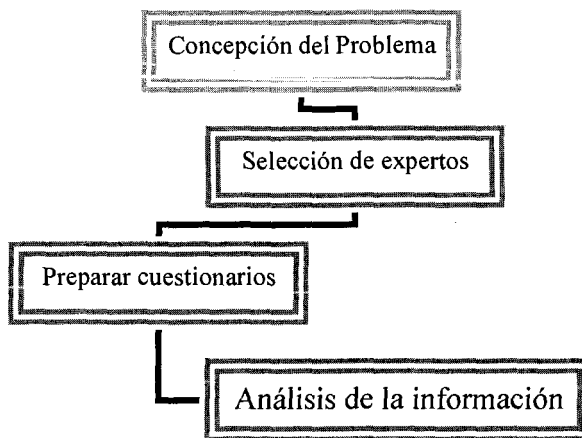 Concepción del Problema
Selección de expertos
Preparar cuestionarios
Análisis de la información